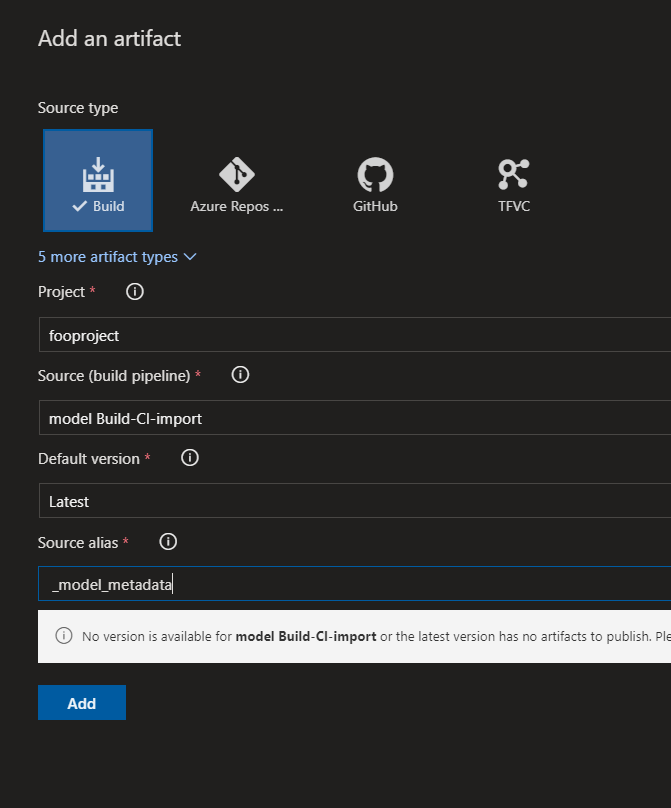 Add an artifact
Source type
Build
Azure Repos ...
GitHub
TFVC
5 more artifact types
Project *
fooproject
Source (build pipeline) *
model Build-CI-import
Default version *
Latest
Source alias *
_model_metadata
No version is available for model Build-CI-import or the latest version has no artifacts to publish. Ple
Add